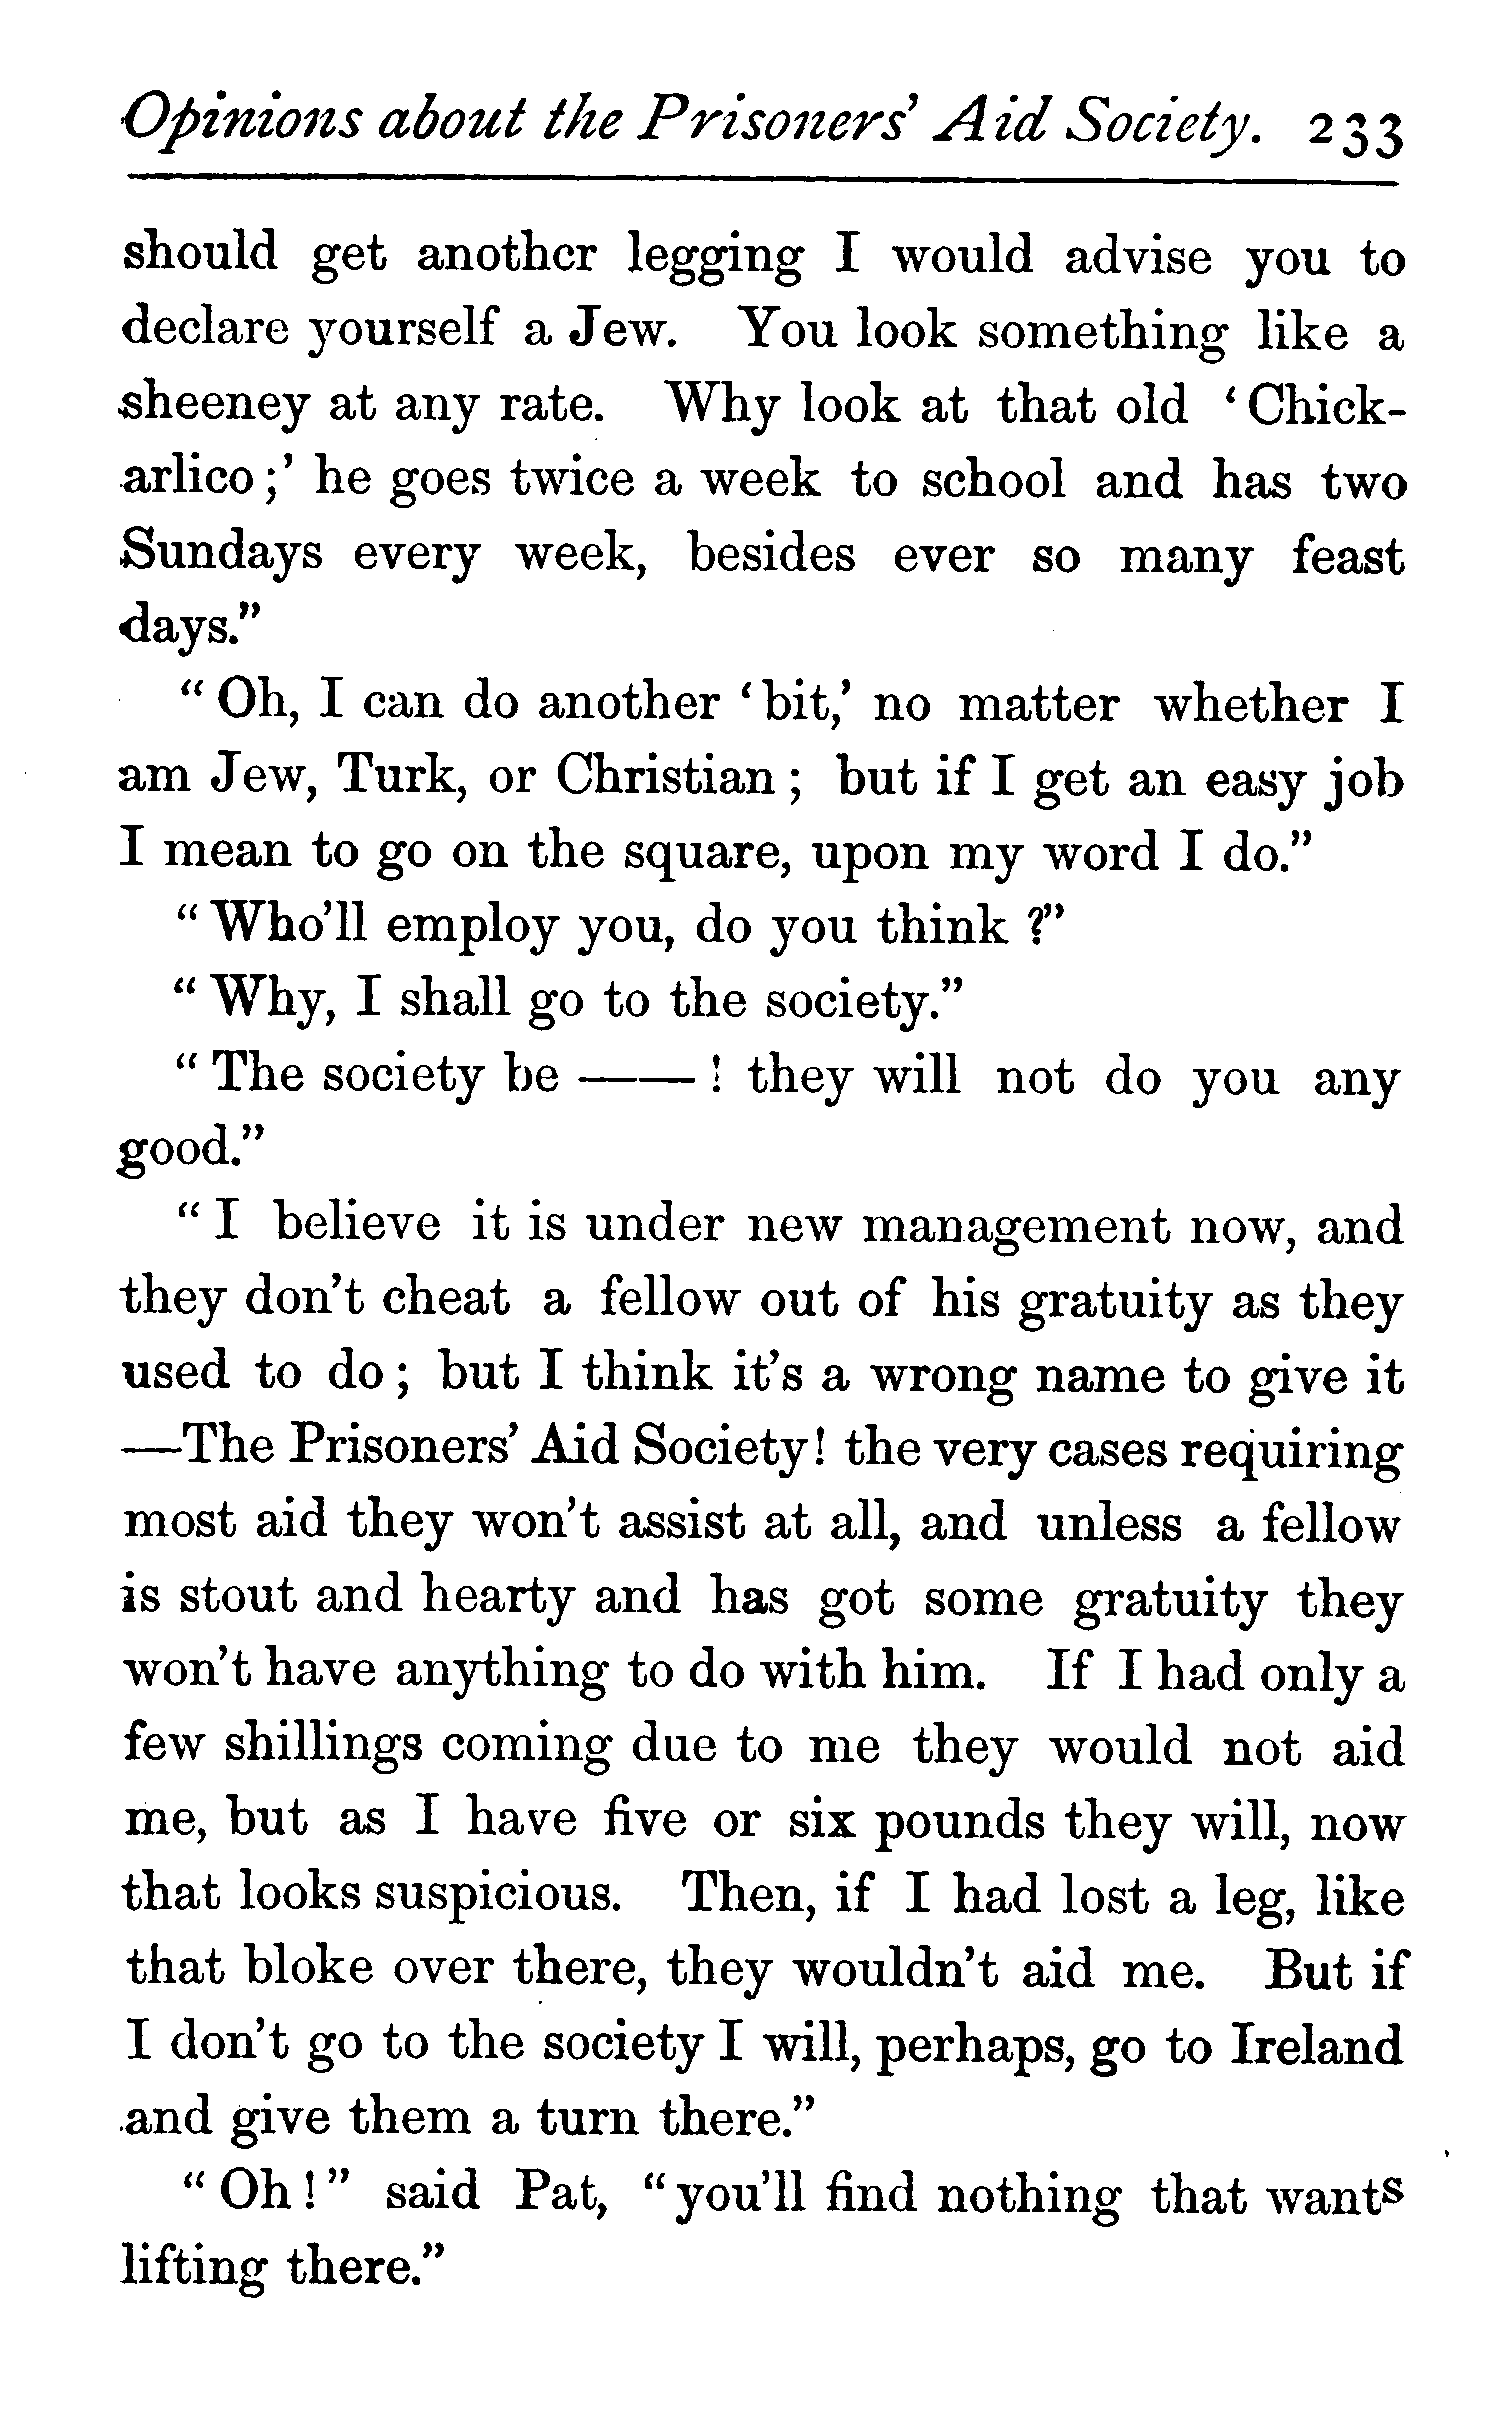 Opinions about the Prisoners' Aid Society. 233
should get another legging I would advise you to
declare yourself a Jew. You look something like a
sheeney at any rate. Why look at that old 'Chick-
arlico;' he goes twice a week to school and has two
Sundays every week, besides ever so many feast
days."
"Oh, I can do another 'bit,' no matter whether I
am Jew, Turk, or Christian; but if I get an easy job
I mean to go on the square, upon my word I do."
"Who'll employ you, do you think?"
"Why, I shall go to the society."
"The society be ——! they will not do you any
good."
"I believe it is under new management now, and
they don't cheat a fellow out of his gratuity as they
used to do; but I think it's a wrong name to give it
—The Prisoners' Aid Society! the very cases requiring
most aid they won't assist at all, and unless a fellow
is stout and hearty and has got some gratuity they
won't have anything to do with him. If I had only a
few shillings coming due to me they would not aid
me, but as I have five or six pounds they will, now
that looks suspicious. Then, if I had lost a leg, like
that bloke over there, they wouldn't aid me. But if
I don't go to the society I will, perhaps, go to Ireland
and give them a turn there."
"Oh!" said Pat, "you'll find nothing that wants
lifting there."